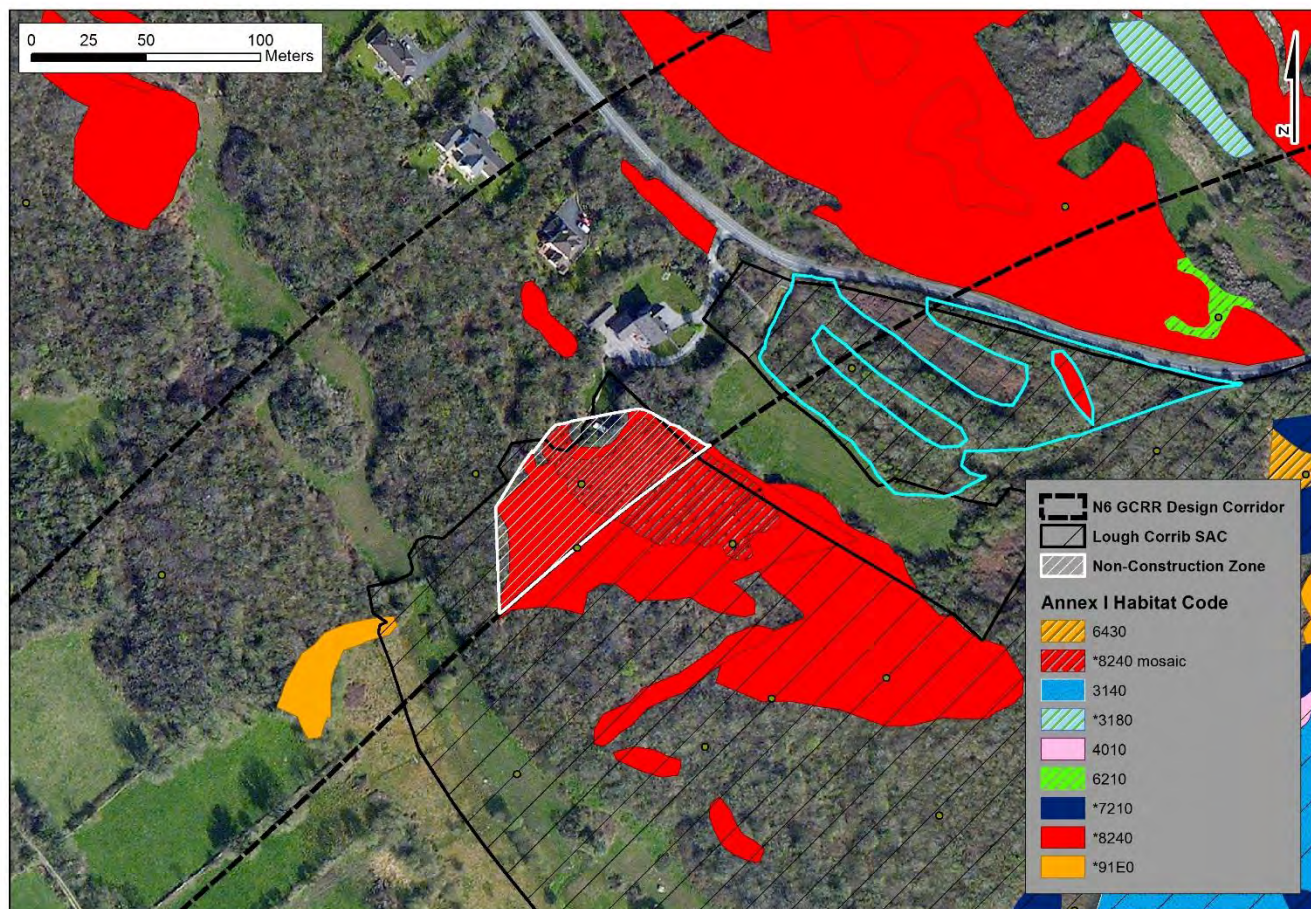 0 25 50 100
Meters
N
N6 GCRR Design Corridor
Lough Corrib SAC
Non-Construction Zone
Annex I Habitat Code
6430
*8240 mosaic
3140
*3180
4010
6210
*7210
*8240
*91E0